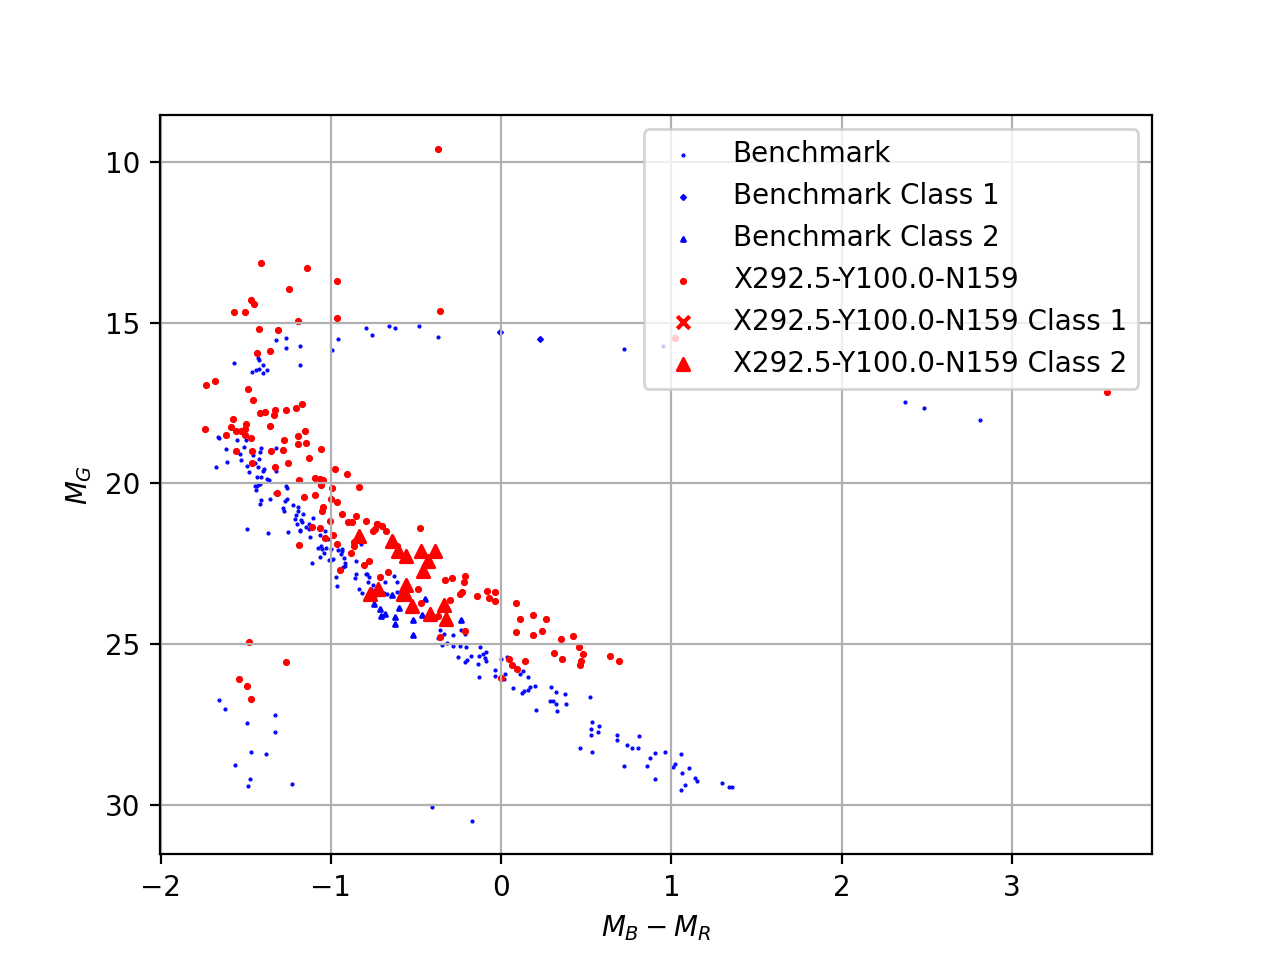 Benchmark
Benchmark Class 1
Benchmark Class 2
X292.5-Y100.0-N159
X292.5-Y100.0-N159 Class 1
X292.5-Y100.0-N159 Class 2
10
15
20
25
30
M_G
−2 −1 0 1 2 3
M_B − M_R